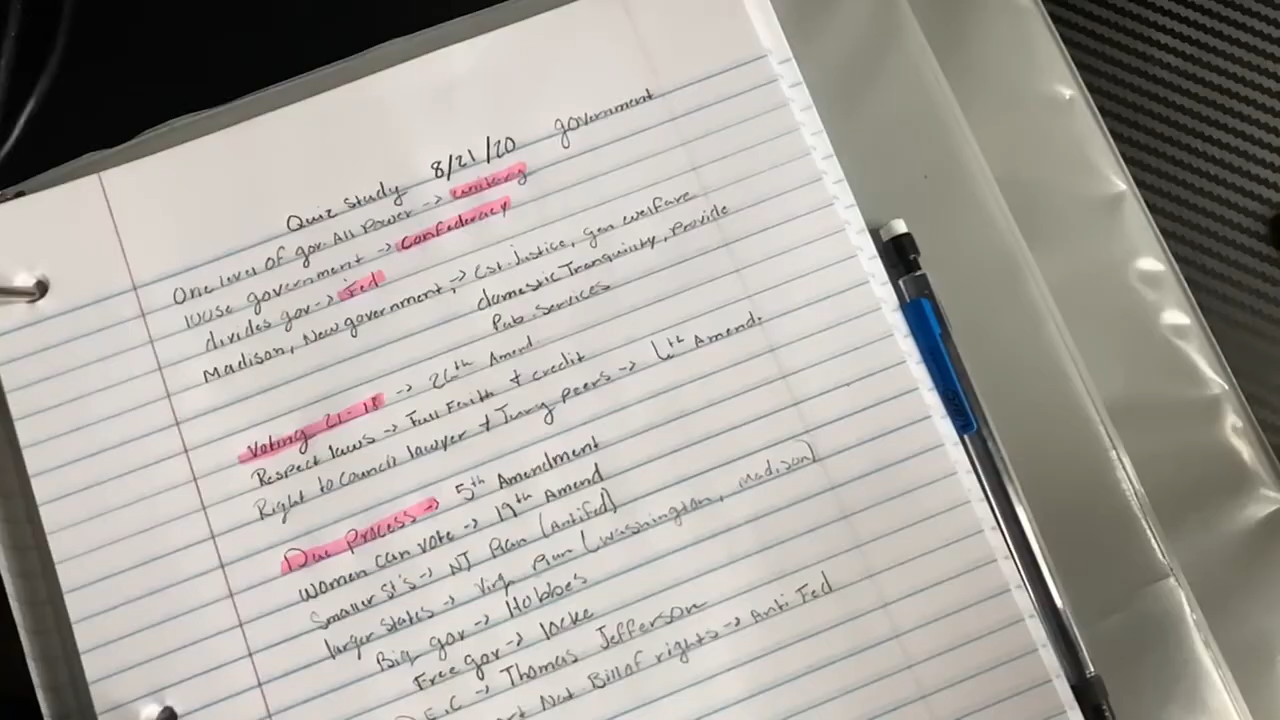 Quiz Study 8/21/20 government
One level of gov. All Power -> unitary
loose government -> Confederacy
divides gov -> Fed
Madison, New government, -> Est. justice, gen welfare
domestic Tranquility, Provide
Pub. Services
Voting 21-18 -> 26th Amend.
Respect laws -> Full Faith + credit
Right to council lawyer + Jury peers -> 6th Amend.
Due Process -> 5th Amendment
women can vote -> 19th Amend
Smaller st's -> NJ Plan (Antifed)
larger States -> Virg Plan (Washington, madison)
Big gov -> Hobbes
Free gov -> locke
-> Thomas Jefferson
Nat. Bill of rights -> Anti Fed